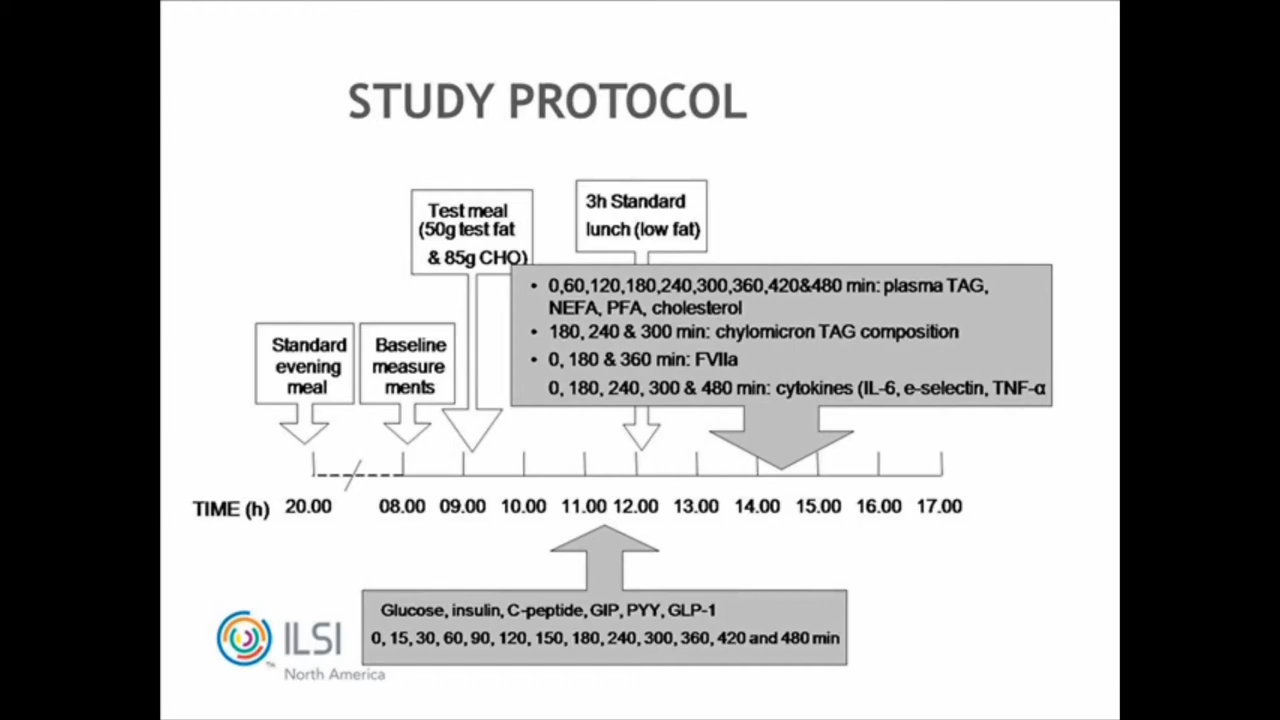 STUDY PROTOCOL
Test meal
(50g test fat
& 85g CHO)
3h Standard
lunch (low fat)
• 0,60,120,180,240,300,360,420&480 min: plasma TAG,
NEFA, PFA, cholesterol
• 180, 240 & 300 min: chylomicron TAG composition
• 0, 180 & 360 min: FVIIa
0, 180, 240, 300 & 480 min: cytokines (IL-6, e-selectin, TNF-α
Standard
evening
meal
Baseline
measure
ments
TIME (h) 20.00 08.00 09.00 10.00 11.00 12.00 13.00 14.00 15.00 16.00 17.00
Glucose, insulin, C-peptide, GIP, PYY, GLP-1
0, 15, 30, 60, 90, 120, 150, 180, 240, 300, 360, 420 and 480 min
ILSI
™
North America